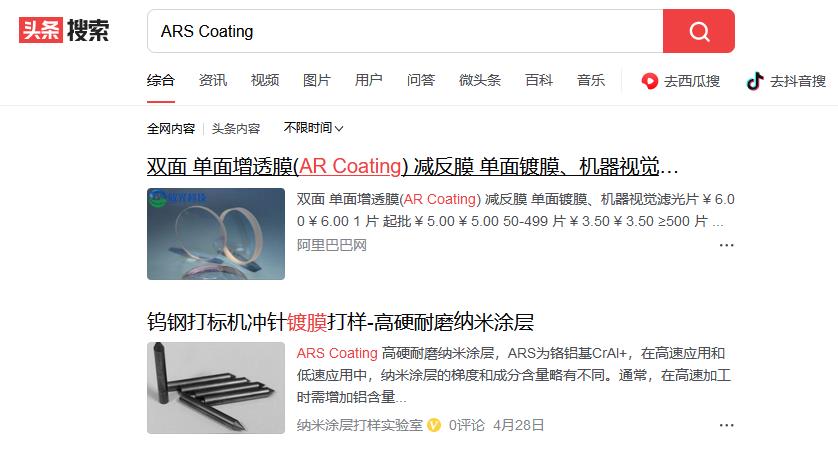 头条 搜索
ARS Coating
综合 资讯 视频 图片 用户 问答 微头条 百科 音乐 去西瓜搜 去抖音搜
全网内容 头条内容 不限时间
双面 单面增透膜(AR Coating) 减反膜 单面镀膜、机器视觉…
双面 单面增透膜(AR Coating) 减反膜 单面镀膜、机器视觉滤光片 ¥ 6.0
0 ¥ 6.00 1 片 起批 ¥ 5.00 ¥ 5.00 50-499 片 ¥ 3.50 ¥ 3.50 ≥500 片 ...
阿里巴巴网
钨钢打标机冲针镀膜打样-高硬耐磨纳米涂层
ARS Coating 高硬耐磨纳米涂层，ARS为铬铝基CrAl+，在高速应用和
低速应用中，纳米涂层的梯度和成分含量略有不同。通常，在高速加工
时需增加铝含量...
纳米涂层打样实验室 0评论 4月28日